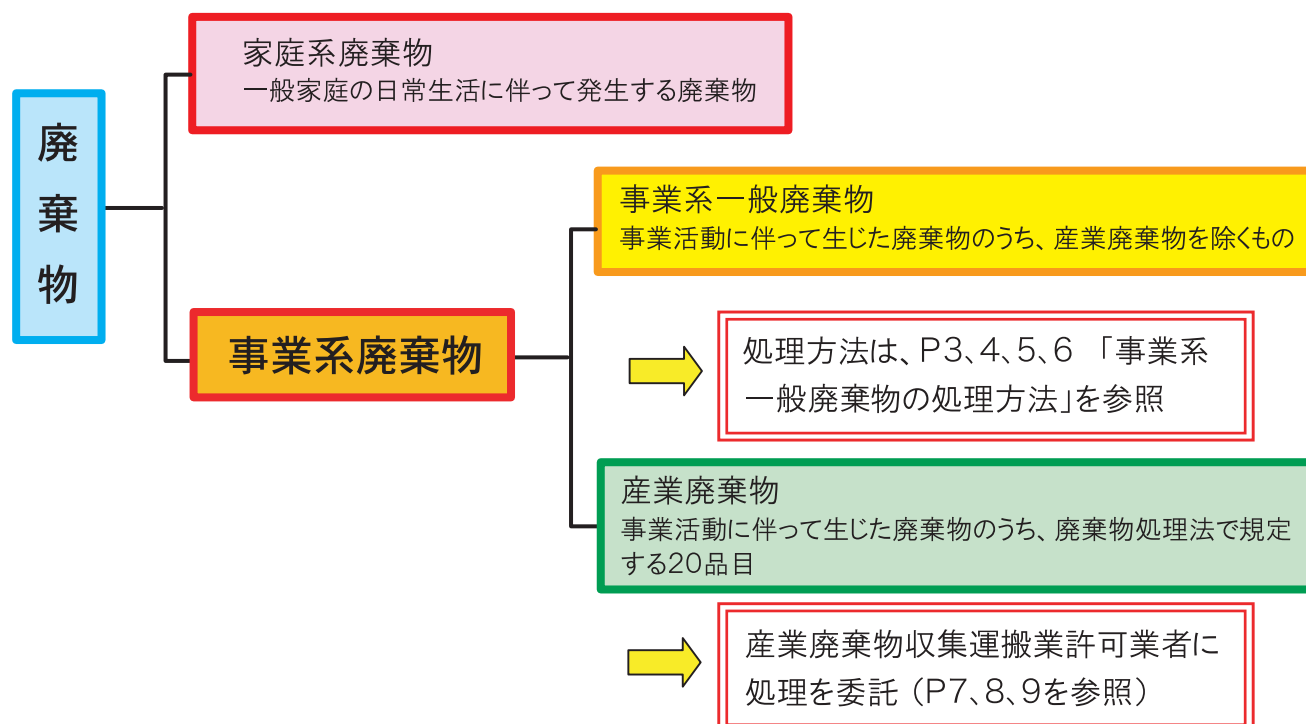 廃棄物
家庭系廃棄物
一般家庭の日常生活に伴って発生する廃棄物
事業系廃棄物
事業系一般廃棄物
事業活動に伴って生じた廃棄物のうち、産業廃棄物を除くもの
処理方法は、P3、4、5、6 「事業系
一般廃棄物の処理方法」を参照
産業廃棄物
事業活動に伴って生じた廃棄物のうち、廃棄物処理法で規定
する20品目
産業廃棄物収集運搬業許可業者に
処理を委託（P7、8、9を参照）